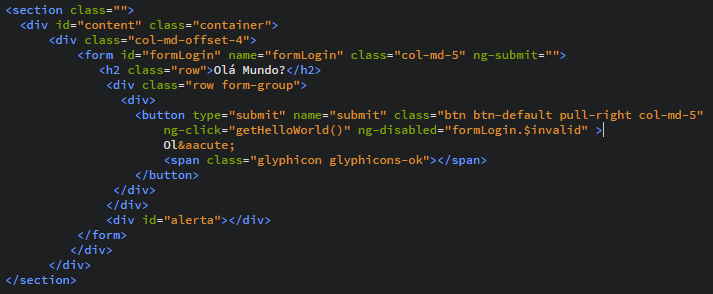 <section class="">
<div id="content" class="container">
<div class="col-md-offset-4">
<form id="formLogin" name="formLogin" class="col-md-5" ng-submit="">
<h2 class="row">Olá Mundo?</h2>
<div class="row form-group">
<div>
<button type="submit" name="submit" class="btn btn-default pull-right col-md-5"
ng-click="getHelloWorld()" ng-disabled="formLogin.$invalid" >
Ol&aacute;
<span class="glyphicon glyphicons-ok"></span>
</button>
</div>
</div>
<div id="alerta"></div>
</form>
</div>
</div>
</section>